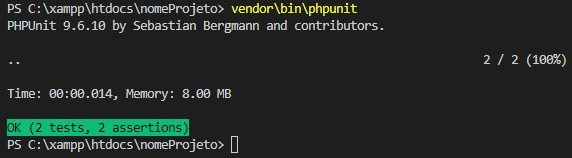 PS C:\xampp\htdocs\nomeProjeto> vendor\bin\phpunit
PHPUnit 9.6.10 by Sebastian Bergmann and contributors.
.. 2 / 2 (100%)
Time: 00:00.014, Memory: 8.00 MB
OK (2 tests, 2 assertions)
PS C:\xampp\htdocs\nomeProjeto>